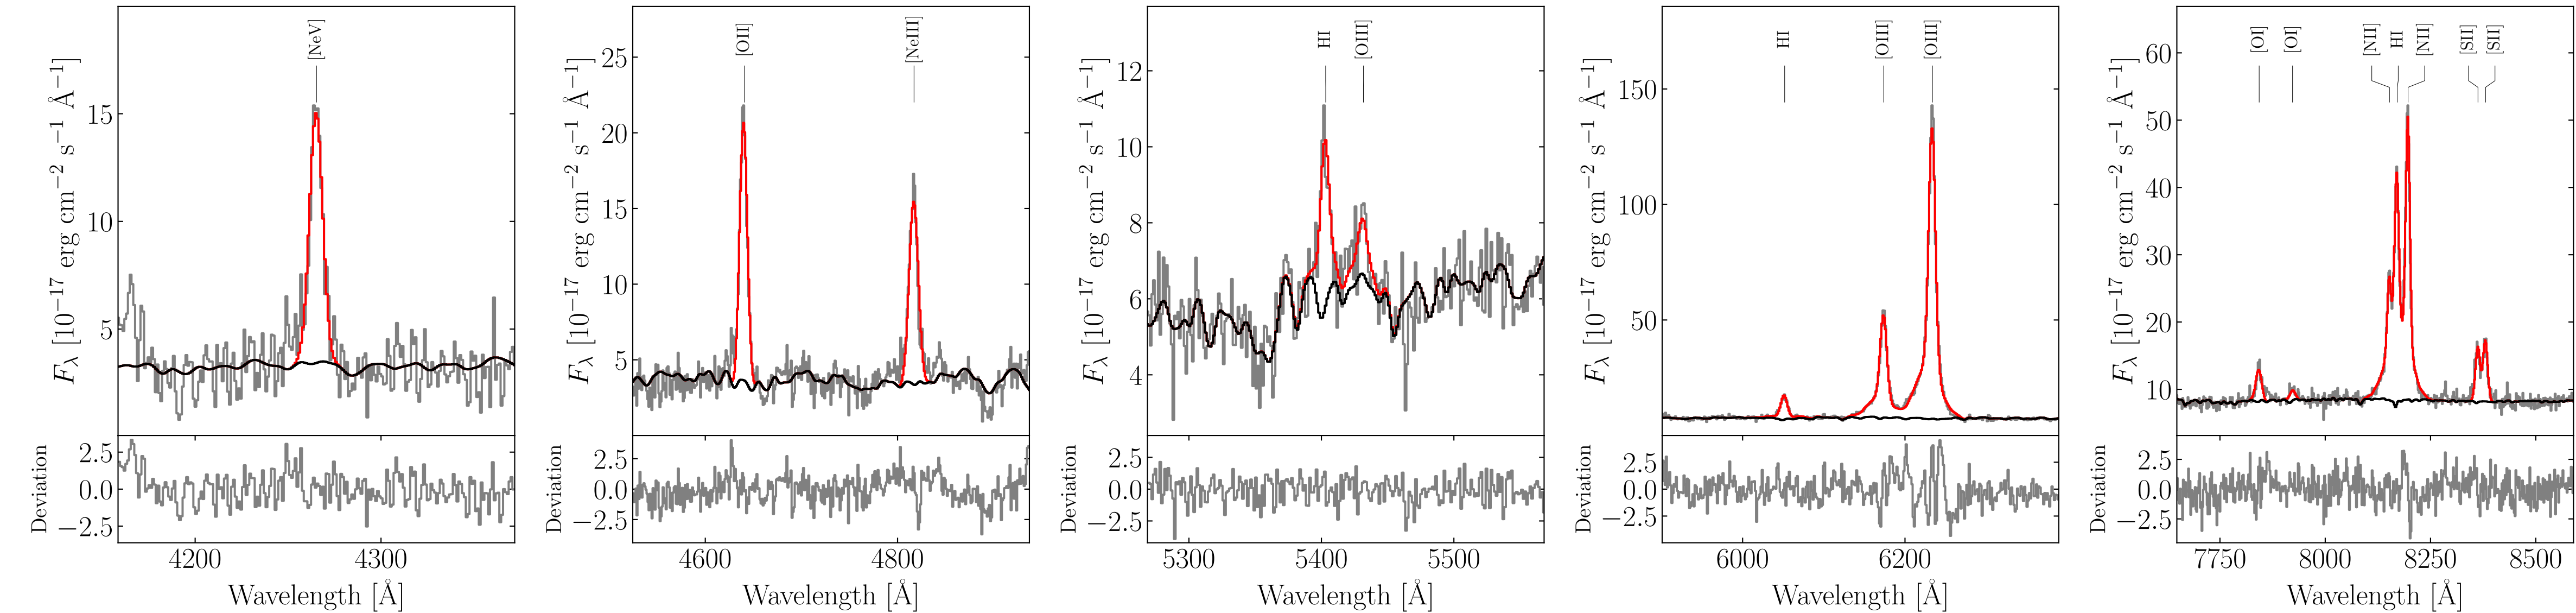 [NeV]
F_λ [10^{-17} erg cm^{-2} s^{-1} Å^{-1}]
15
10
5
Deviation
2.5
0.0
−2.5
4200 4300
Wavelength [Å]
[OII] [NeIII]
F_λ [10^{-17} erg cm^{-2} s^{-1} Å^{-1}]
25
20
15
10
5
Deviation
2.5
0.0
−2.5
4600 4800
Wavelength [Å]
HI [OIII]
F_λ [10^{-17} erg cm^{-2} s^{-1} Å^{-1}]
12
10
8
6
4
Deviation
2.5
0.0
−2.5
5300 5400 5500
Wavelength [Å]
HI [OIII] [OIII]
F_λ [10^{-17} erg cm^{-2} s^{-1} Å^{-1}]
150
100
50
Deviation
2.5
0.0
−2.5
6000 6200
Wavelength [Å]
[OI] [OI] [NII] HI [NII] [SII] [SII]
F_λ [10^{-17} erg cm^{-2} s^{-1} Å^{-1}]
60
50
40
30
20
10
Deviation
2.5
0.0
−2.5
7750 8000 8250 8500
Wavelength [Å]